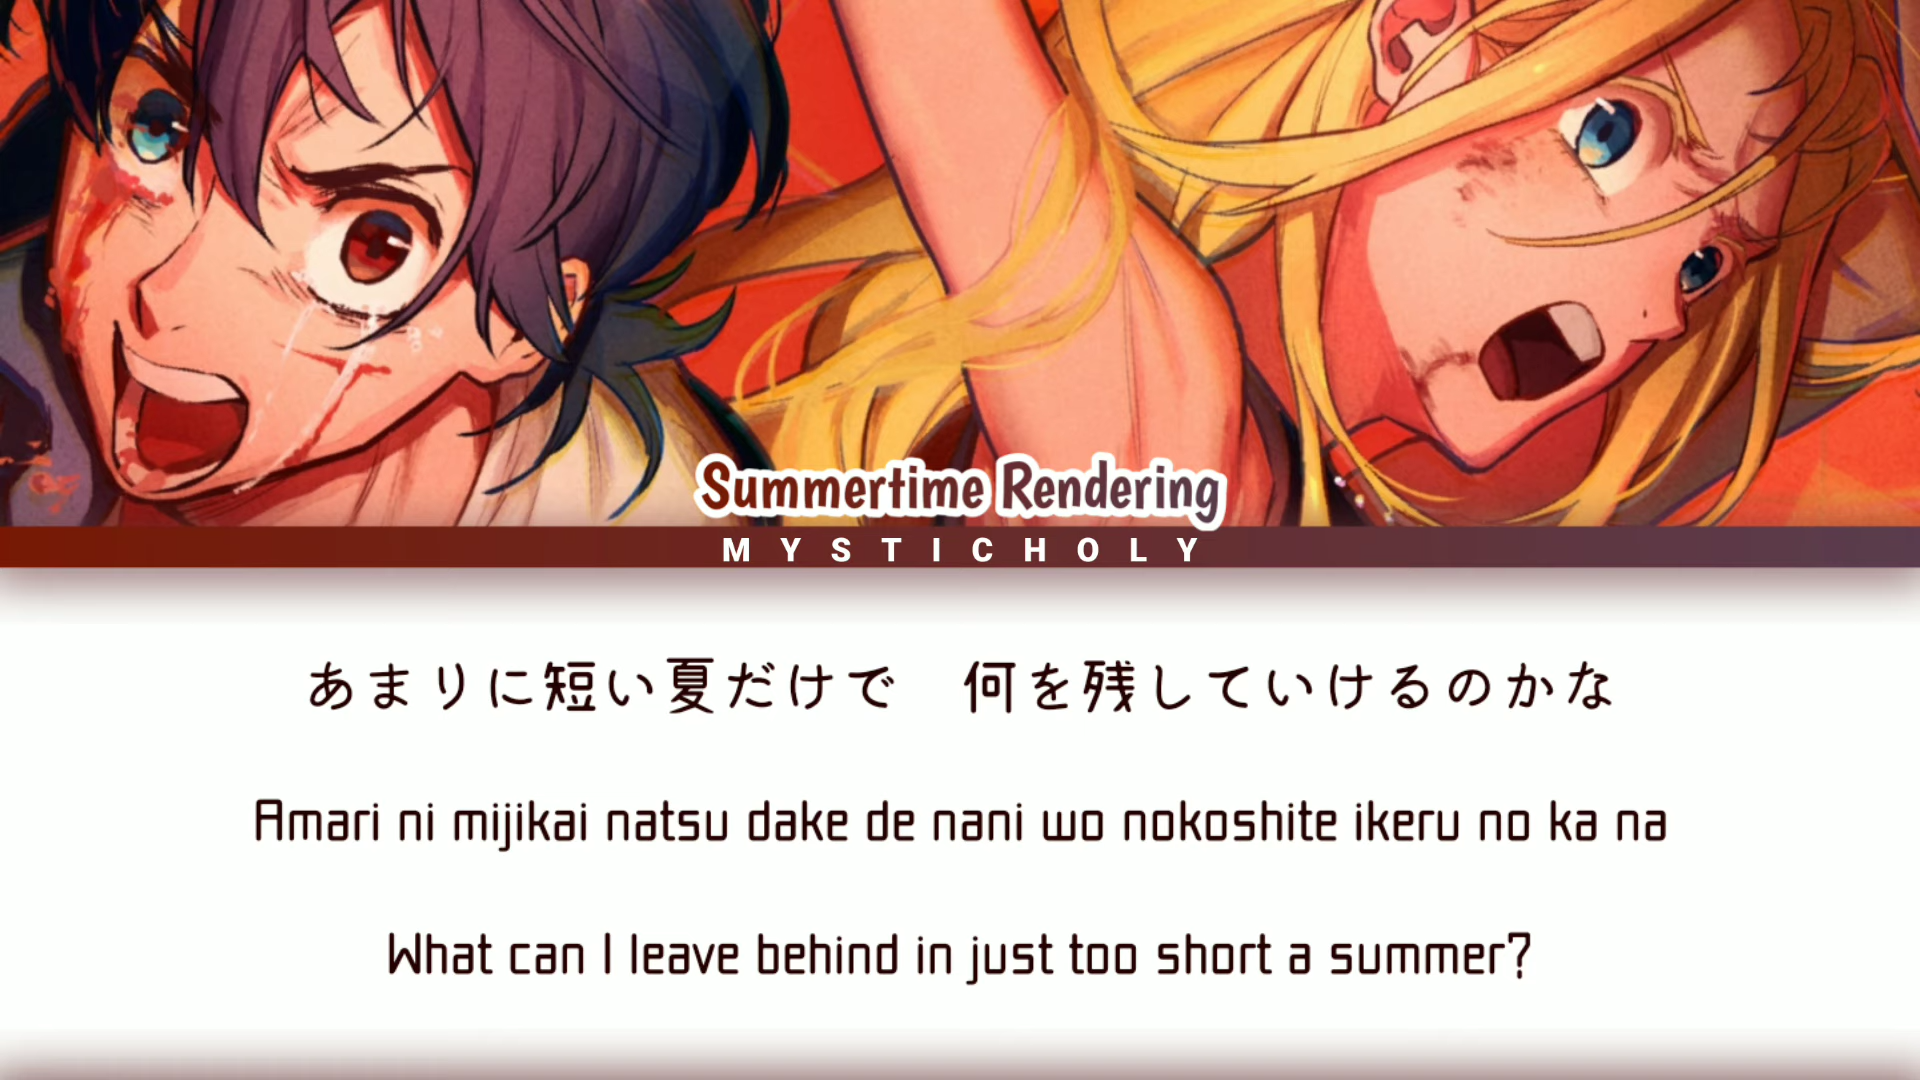 Summertime Rendering
MYSTICHOLY
あまりに短い夏だけで　何を残していけるのかな
Amari ni mijikai natsu dake de nani wo nokoshite ikeru no ka na
What can I leave behind in just too short a summer?